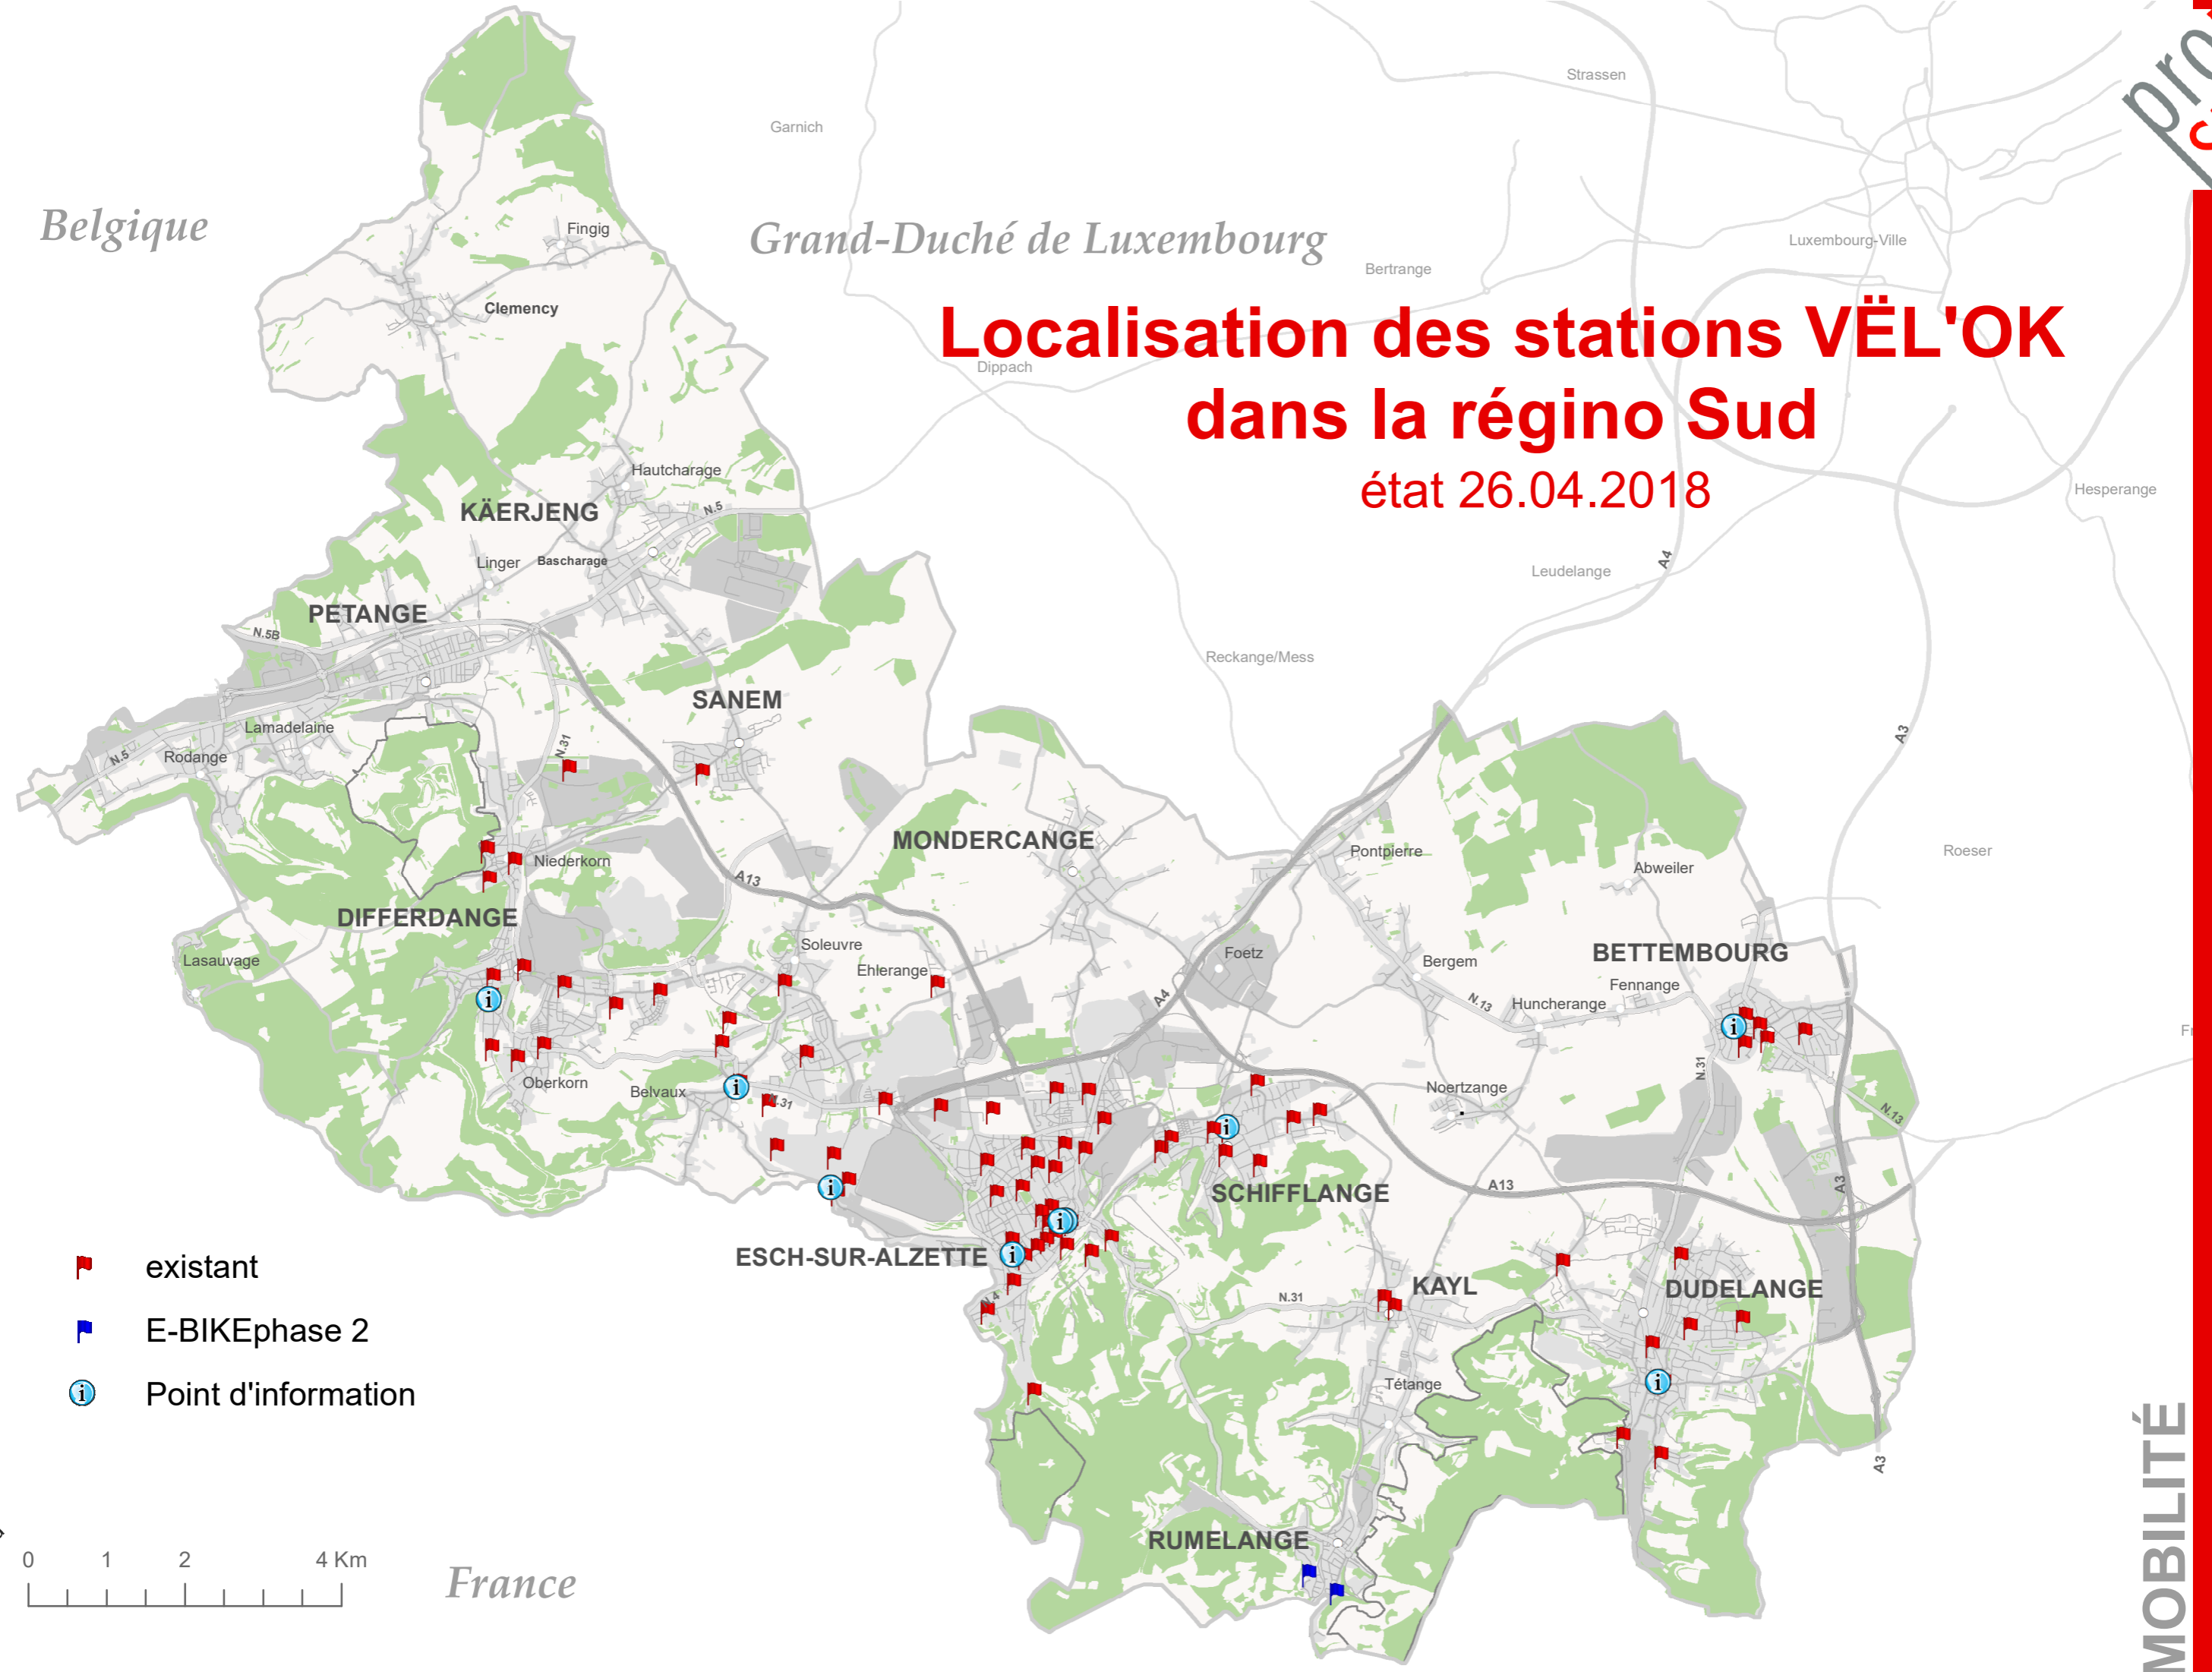 Strassen
Garnich
Belgique
Fingig
Grand-Duché de Luxembourg
Luxembourg-Ville
Bertrange
Clemency
Localisation des stations VËL'OK
Dippach
dans la régino Sud
Hautcharage
état 26.04.2018
Hesperange
KÄERJENG
N.5
Linger
Bascharage
A4
Leudelange
PETANGE
N.5B
Reckange/Mess
SANEM
Lamadelaine
N.31
A3
Rodange
N.5
MONDERCANGE
Pontpierre
Roeser
Niederkorn
Abweiler
A13
DIFFERDANGE
Soleuvre
Foetz
BETTEMBOURG
Lasauvage
Ehlerange
Bergem
Fennange
A4
N.13
Huncherange
Oberkorn
Belvaux
N.31
Noertzange
N.31
N.13
SCHIFFLANGE
A13
A3
ESCH-SUR-ALZETTE
existant
KAYL
DUDELANGE
N.4
N.31
E-BIKEphase 2
Tétange
Point d'information
A3
MOBILITÉ
RUMELANGE
0 1 2 4 Km
France